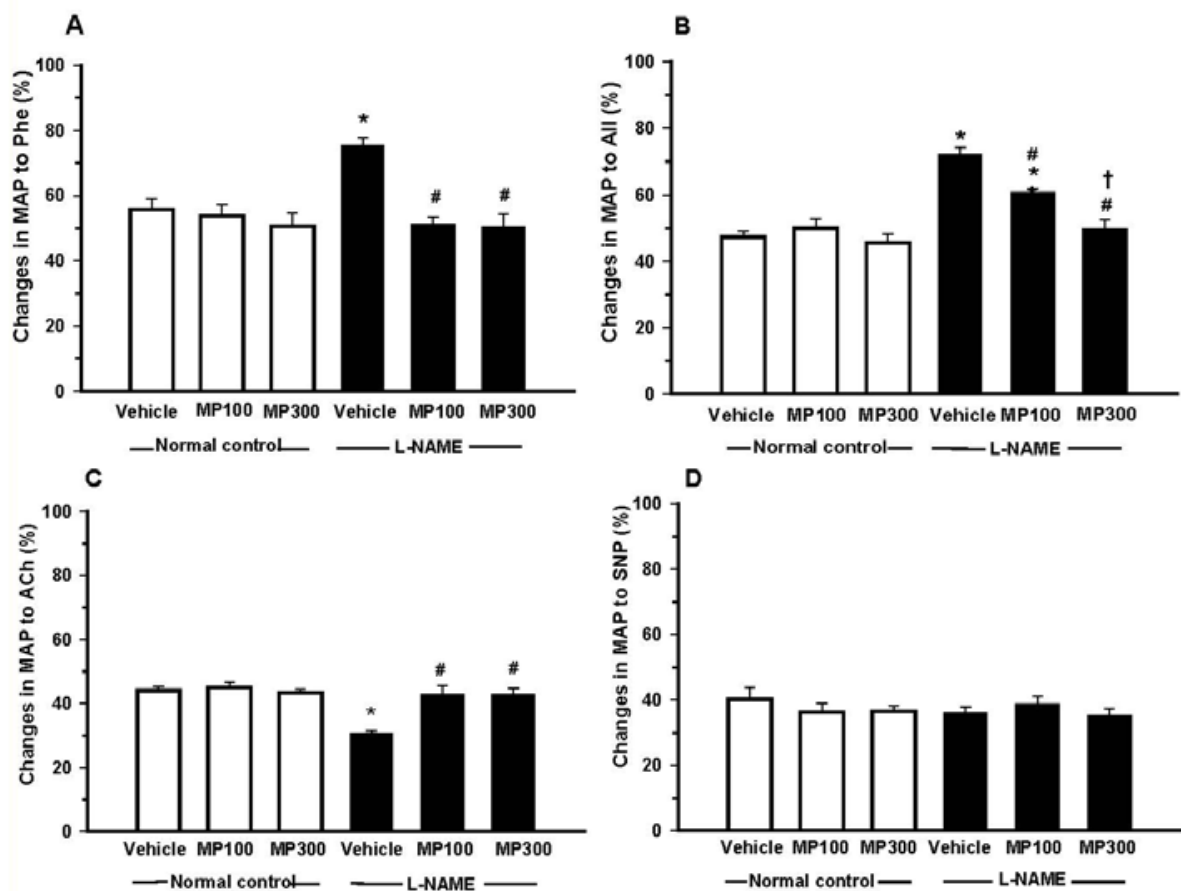 A
Changes in MAP to Phe (%)
100
80
60
40
20
0
*
#
#
Vehicle MP100 MP300 Vehicle MP100 MP300
Normal control L-NAME
B
Changes in MAP to AII (%)
100
80
60
40
20
0
*
#
*
†
#
Vehicle MP100 MP300 Vehicle MP100 MP300
Normal control L-NAME
C
Changes in MAP to ACh (%)
100
80
60
40
20
0
*
#
#
Vehicle MP100 MP300 Vehicle MP100 MP300
Normal control L-NAME
D
Changes in MAP to SNP (%)
100
80
60
40
20
0
Vehicle MP100 MP300 Vehicle MP100 MP300
Normal control L-NAME